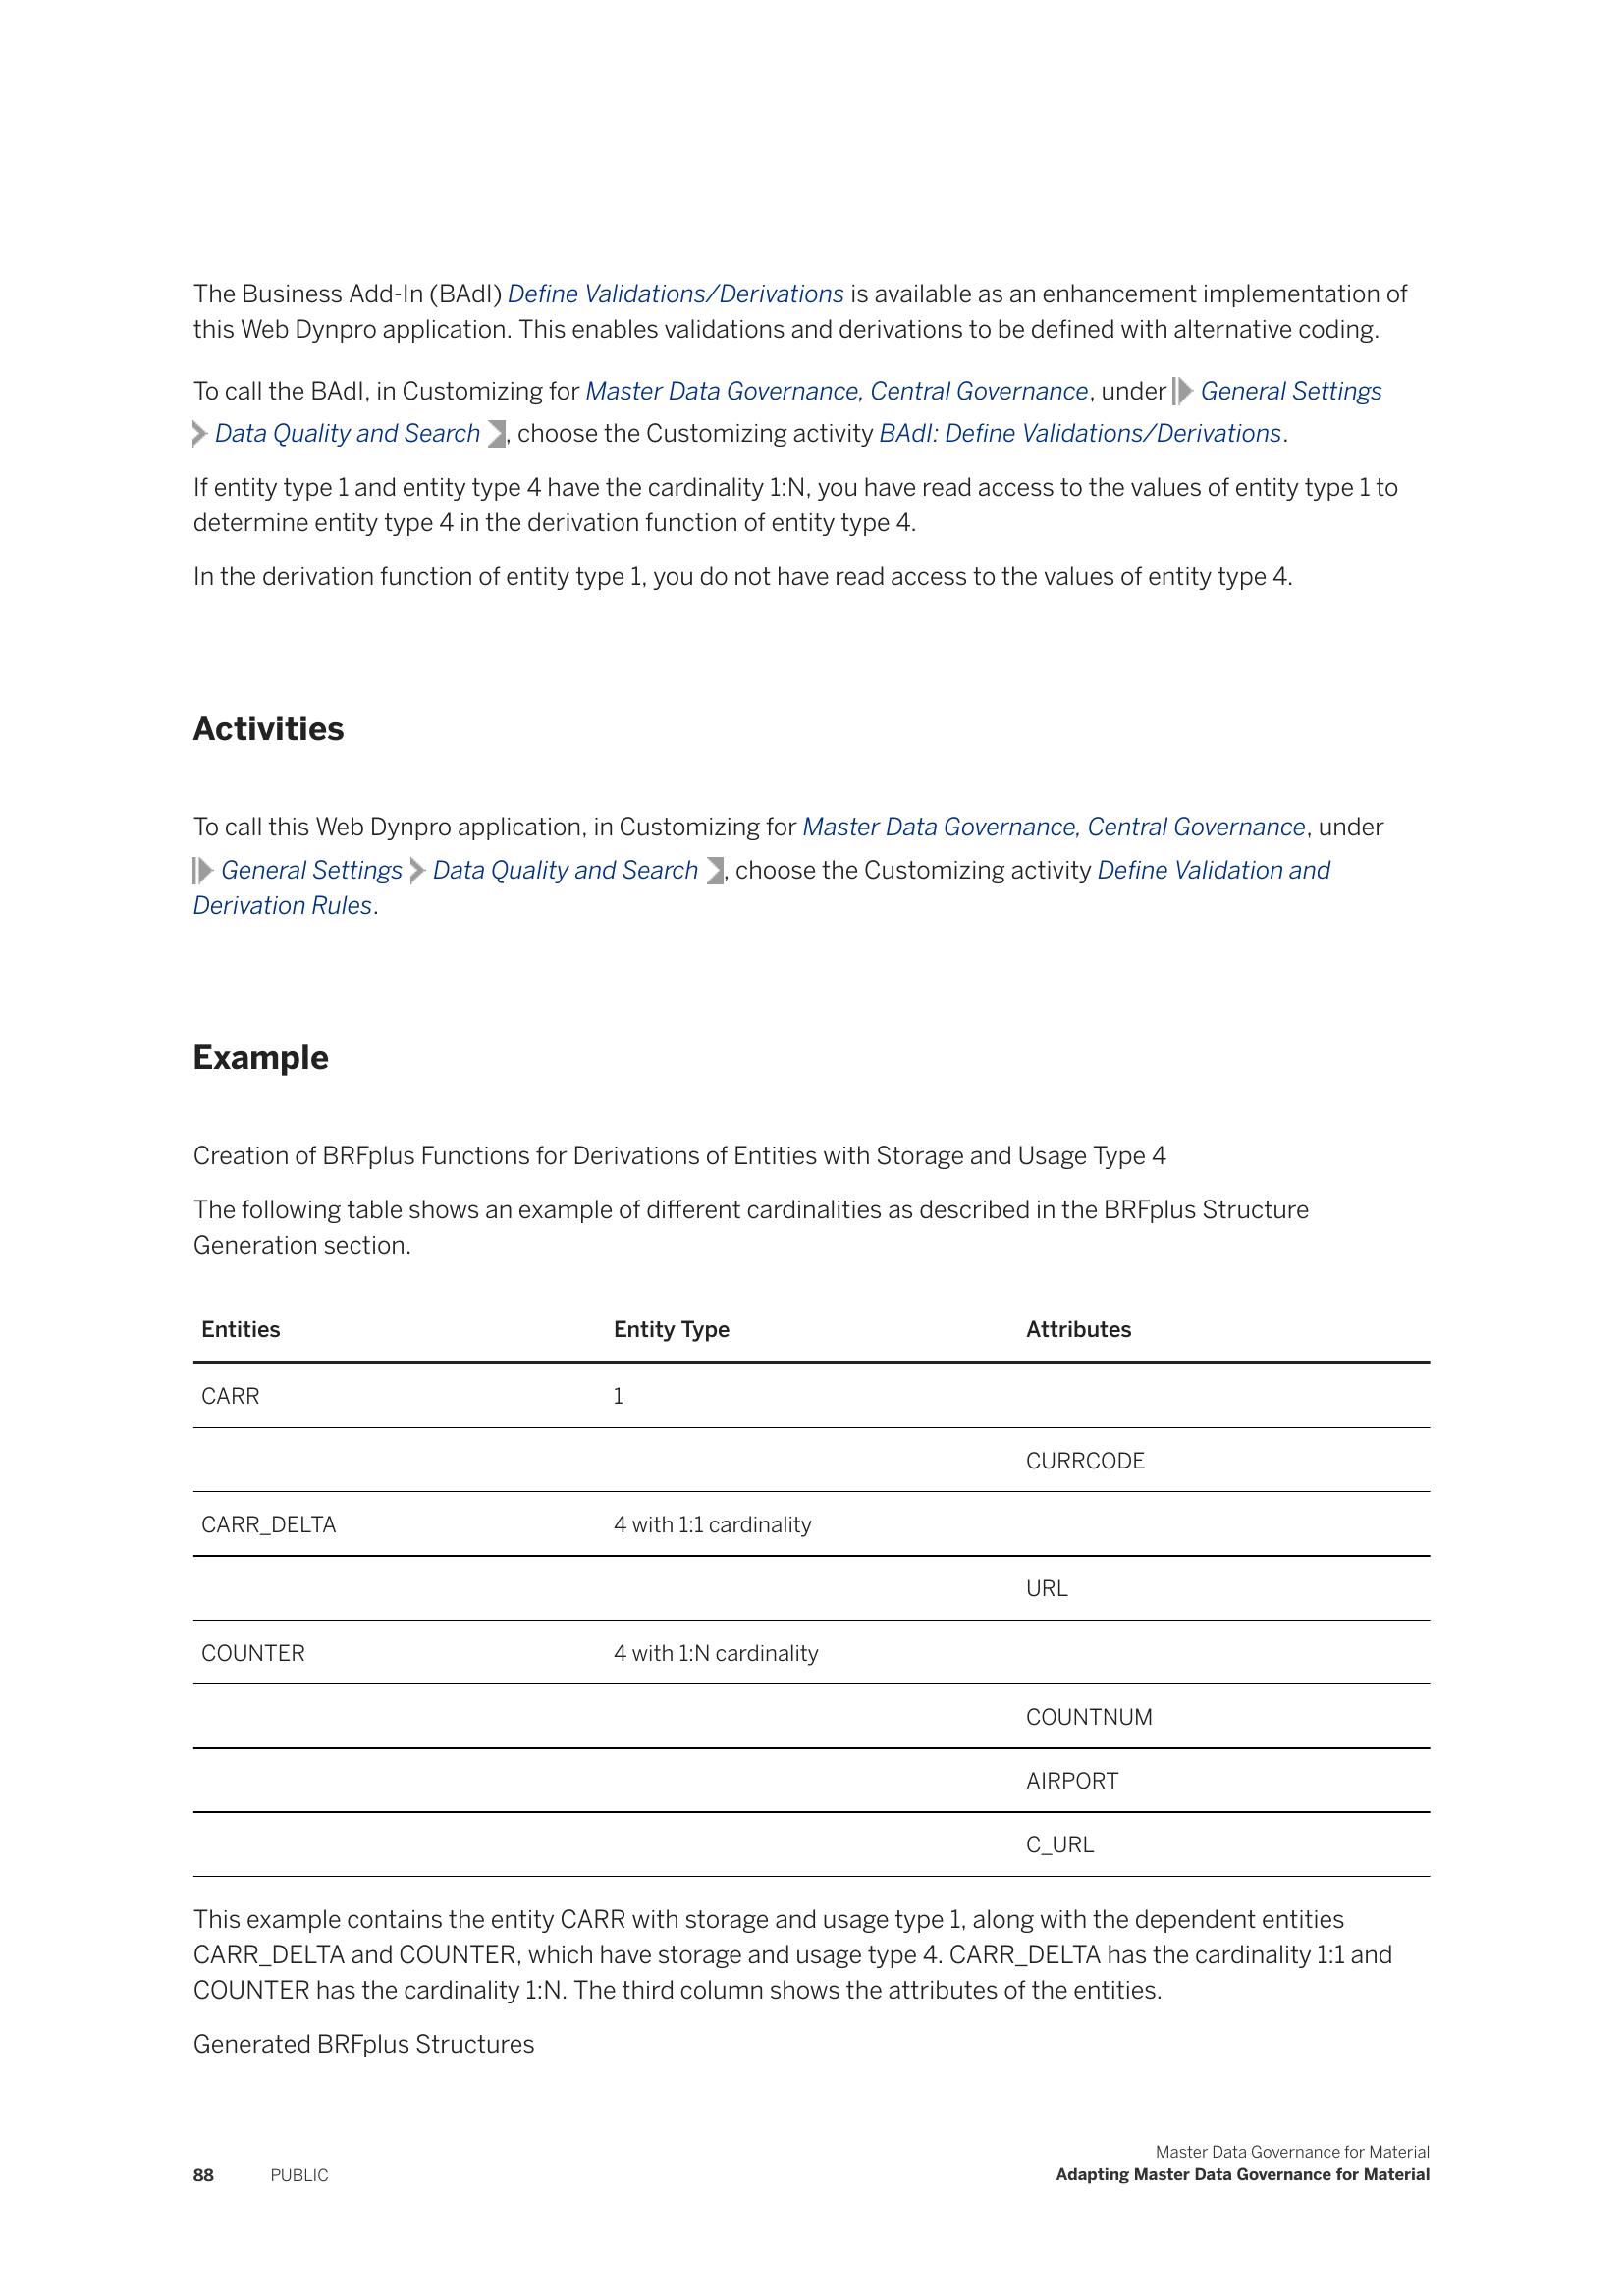 The Business Add-In (BAdI) Define Validations/Derivations is available as an enhancement implementation of
this Web Dynpro application. This enables validations and derivations to be defined with alternative coding.
To call the BAdI, in Customizing for Master Data Governance, Central Governance, under General Settings
Data Quality and Search , choose the Customizing activity BAdI: Define Validations/Derivations.
If entity type 1 and entity type 4 have the cardinality 1:N, you have read access to the values of entity type 1 to
determine entity type 4 in the derivation function of entity type 4.
In the derivation function of entity type 1, you do not have read access to the values of entity type 4.
Activities
To call this Web Dynpro application, in Customizing for Master Data Governance, Central Governance, under
General Settings Data Quality and Search , choose the Customizing activity Define Validation and
Derivation Rules.
Example
Creation of BRFplus Functions for Derivations of Entities with Storage and Usage Type 4
The following table shows an example of different cardinalities as described in the BRFplus Structure
Generation section.
Entities Entity Type Attributes
CARR 1
CURRCODE
CARR_DELTA 4 with 1:1 cardinality
URL
COUNTER 4 with 1:N cardinality
COUNTNUM
AIRPORT
C_URL
This example contains the entity CARR with storage and usage type 1, along with the dependent entities
CARR_DELTA and COUNTER, which have storage and usage type 4. CARR_DELTA has the cardinality 1:1 and
COUNTER has the cardinality 1:N. The third column shows the attributes of the entities.
Generated BRFplus Structures
Master Data Governance for Material
88 PUBLIC Adapting Master Data Governance for Material